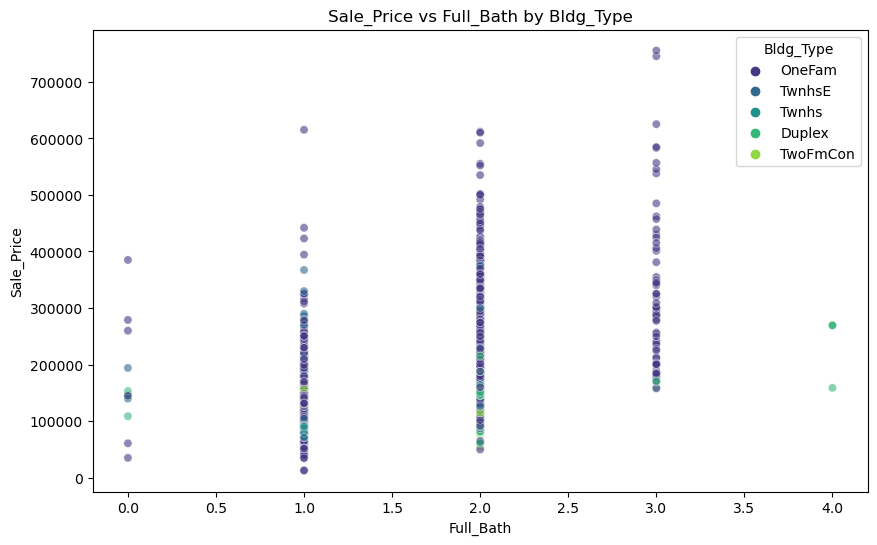 Sale_Price vs Full_Bath by Bldg_Type
Bldg_Type
OneFam
TwnhsE
Twnhs
Duplex
TwoFmCon
Sale_Price
700000
600000
500000
400000
300000
200000
100000
0
0.0 0.5 1.0 1.5 2.0 2.5 3.0 3.5 4.0
Full_Bath